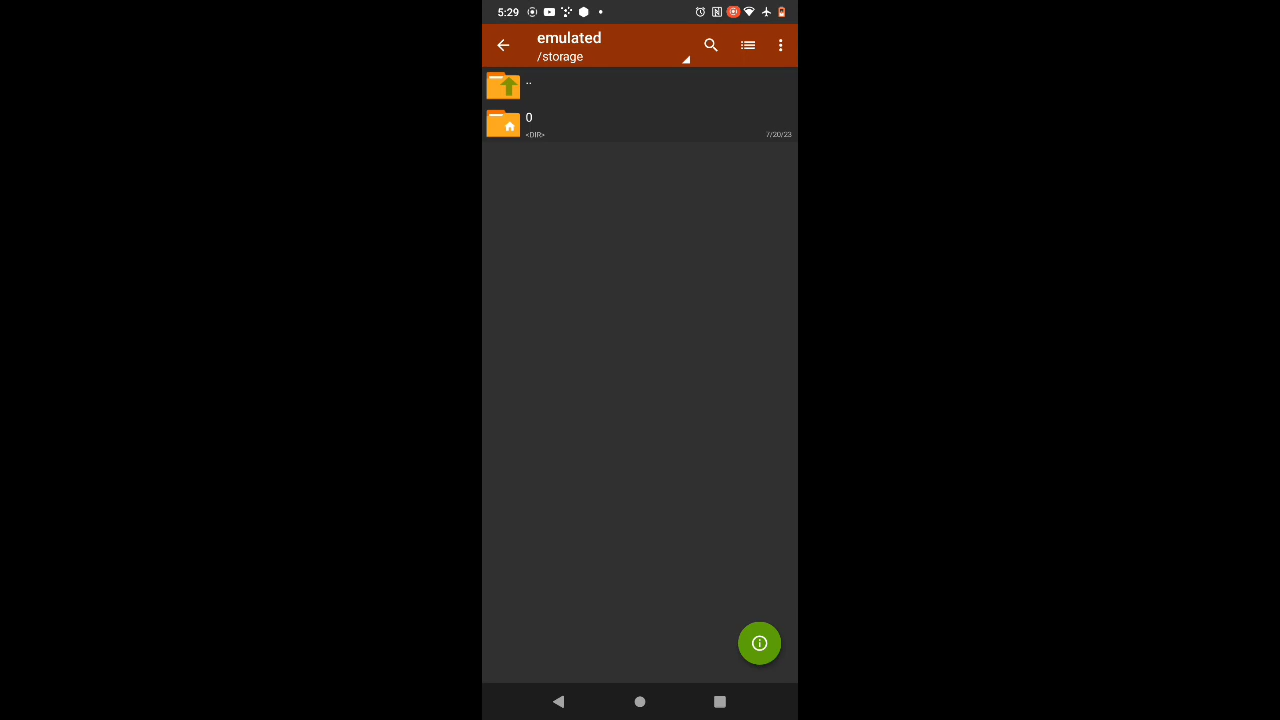 5:29
emulated
/storage
..
0
<DIR>
7/20/23